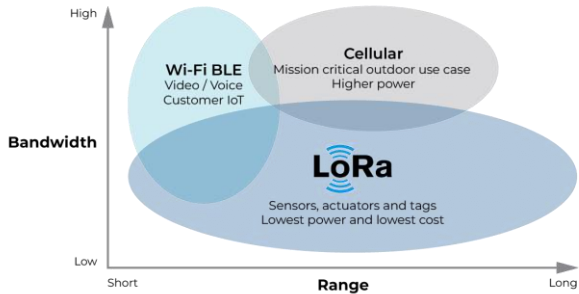 High
Wi-Fi BLE
Video / Voice
Customer IoT
Cellular
Mission critical outdoor use case
Higher power
Bandwidth
LoRa
Sensors, actuators and tags
Lowest power and lowest cost
Low
Short
Range
Long